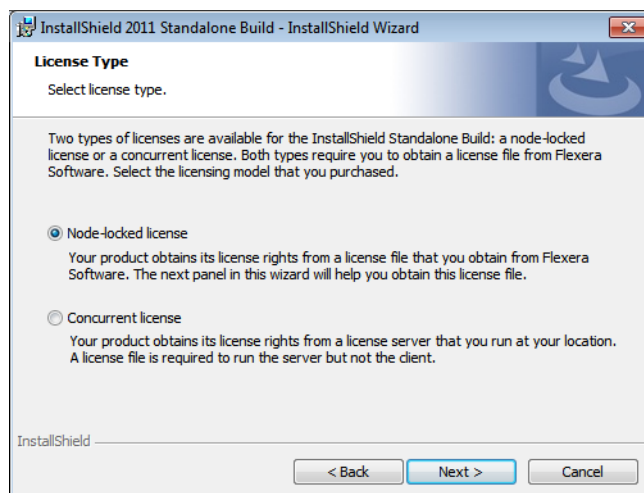 InstallShield 2011 Standalone Build - InstallShield Wizard
License Type
Select license type.
Two types of licenses are available for the InstallShield Standalone Build: a node-locked
license or a concurrent license. Both types require you to obtain a license file from Flexera
Software. Select the licensing model that you purchased.
Node-locked license
Your product obtains its license rights from a license file that you obtain from Flexera
Software. The next panel in this wizard will help you obtain this license file.
Concurrent license
Your product obtains its license rights from a license server that you run at your location.
A license file is required to run the server but not the client.
InstallShield
< Back
Next >
Cancel